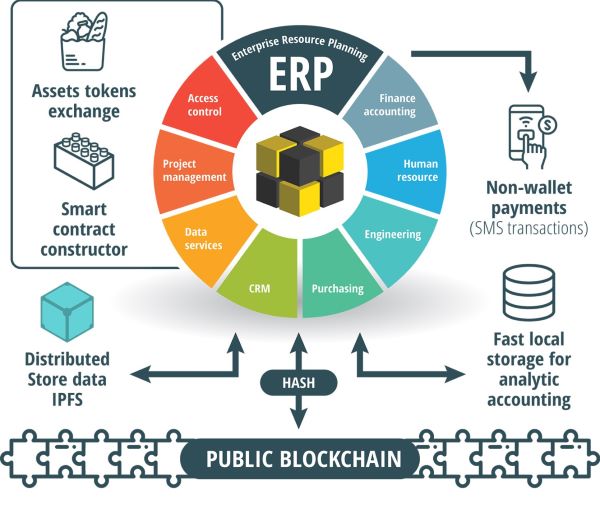 Assets tokens
exchange
Smart
contract
constructor
Enterprise Resource Planning
ERP
Access
control
Project
management
Data
services
CRM
Purchasing
Engineering
Human
resource
Finance
accounting
Non-wallet
payments
(SMS transactions)
Distributed
Store data
IPFS
HASH
Fast local
storage for
analytic
accounting
PUBLIC BLOCKCHAIN
$